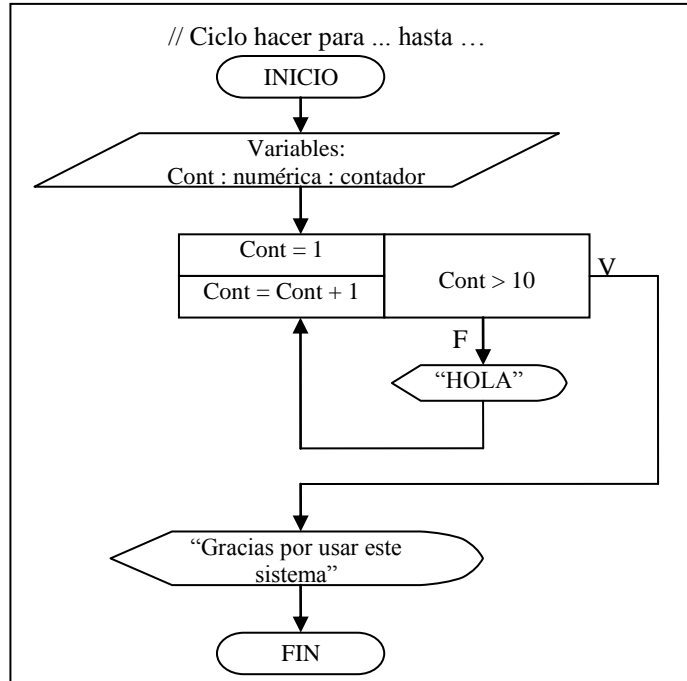 // Ciclo hacer para ... hasta …
INICIO
Variables:
Cont : numérica : contador
Cont = 1
Cont = Cont + 1
Cont > 10
V
F
“HOLA”
“Gracias por usar este
sistema”
FIN